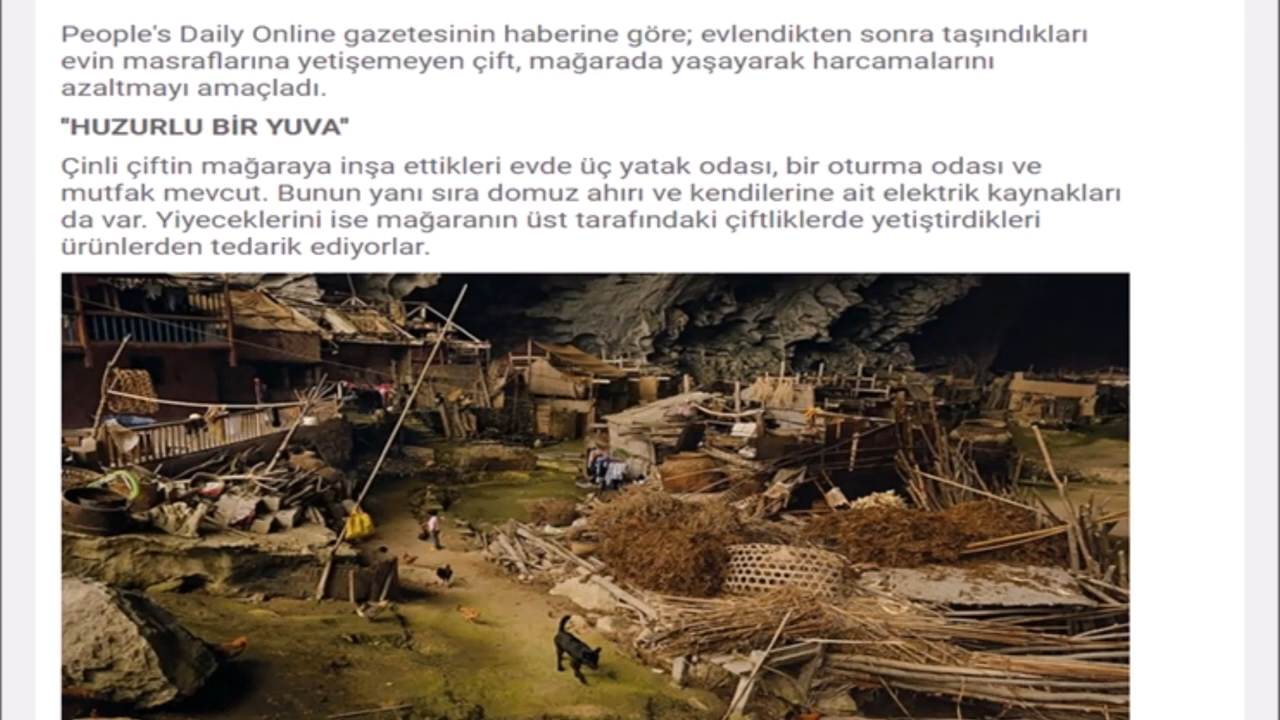 People's Daily Online gazetesinin haberine göre; evlendikten sonra taşındıkları
evin masraflarına yetişemeyen çift, mağarada yaşayarak harcamalarını
azaltmayı amaçladı.
"HUZURLU BİR YUVA"
Çinli çiftin mağaraya inşa ettikleri evde üç yatak odası, bir oturma odası ve
mutfak mevcut. Bunun yanı sıra domuz ahırı ve kendilerine ait elektrik kaynakları
da var. Yiyeceklerini ise mağaranın üst tarafındaki çiftliklerde yetiştirdikleri
ürünlerden tedarik ediyorlar.